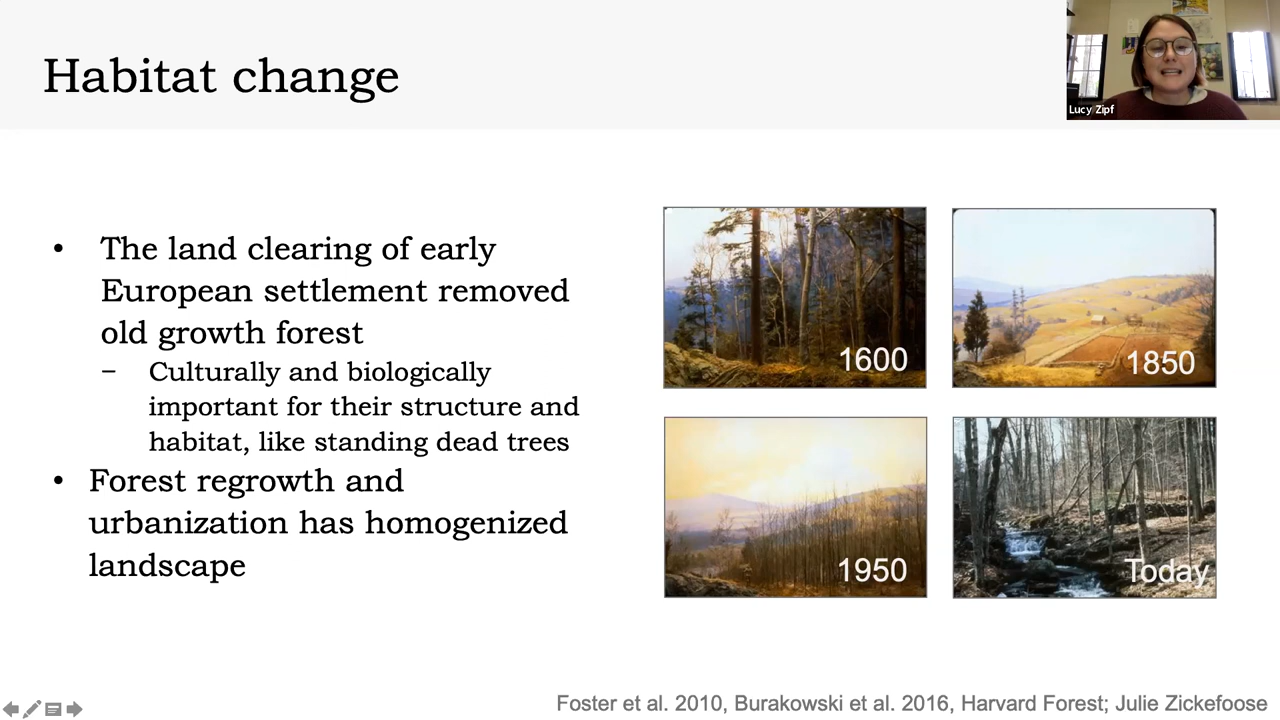 Habitat change
Lucy Zipf
• The land clearing of early
European settlement removed
old growth forest
– Culturally and biologically
important for their structure and
habitat, like standing dead trees
• Forest regrowth and
urbanization has homogenized
landscape
1600
1850
1950
Today
Foster et al. 2010, Burakowski et al. 2016, Harvard Forest; Julie Zickefoose